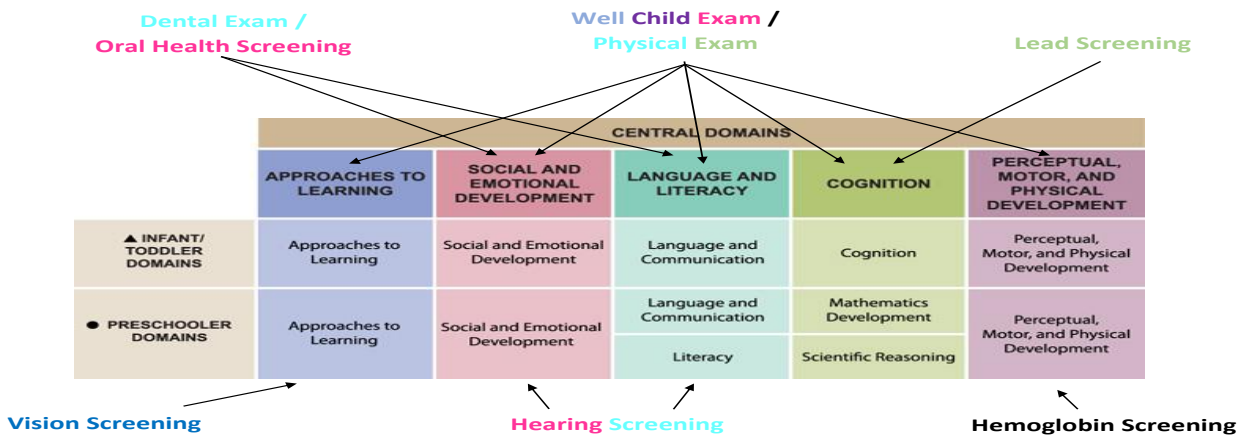 Dental Exam /
Oral Health Screening
Well Child Exam /
Physical Exam
Lead Screening
CENTRAL DOMAINS
APPROACHES TO
LEARNING
SOCIAL AND
EMOTIONAL
DEVELOPMENT
LANGUAGE AND
LITERACY
COGNITION
PERCEPTUAL,
MOTOR, AND
PHYSICAL
DEVELOPMENT
▲ INFANT/
TODDLER
DOMAINS
Approaches to
Learning
Social and Emotional
Development
Language and
Communication
Cognition
Perceptual,
Motor, and Physical
Development
● PRESCHOOLER
DOMAINS
Approaches to
Learning
Social and Emotional
Development
Language and
Communication
Literacy
Mathematics
Development
Scientific Reasoning
Perceptual,
Motor, and Physical
Development
Vision Screening
Hearing Screening
Hemoglobin Screening